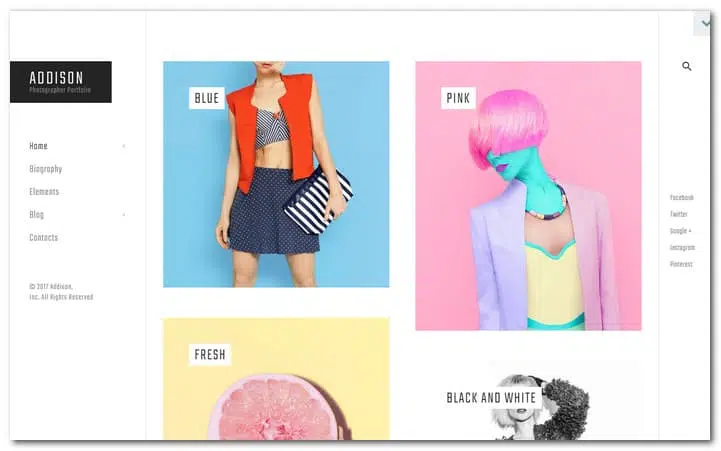 ADDISON
Photographer Portfolio
Home
Biography
Elements
Blog
Contacts
© 2017 Addison,
Inc. All Rights Reserved
BLUE
PINK
FRESH
BLACK AND WHITE
Facebook
Twitter
Google +
Instagram
Pinterest